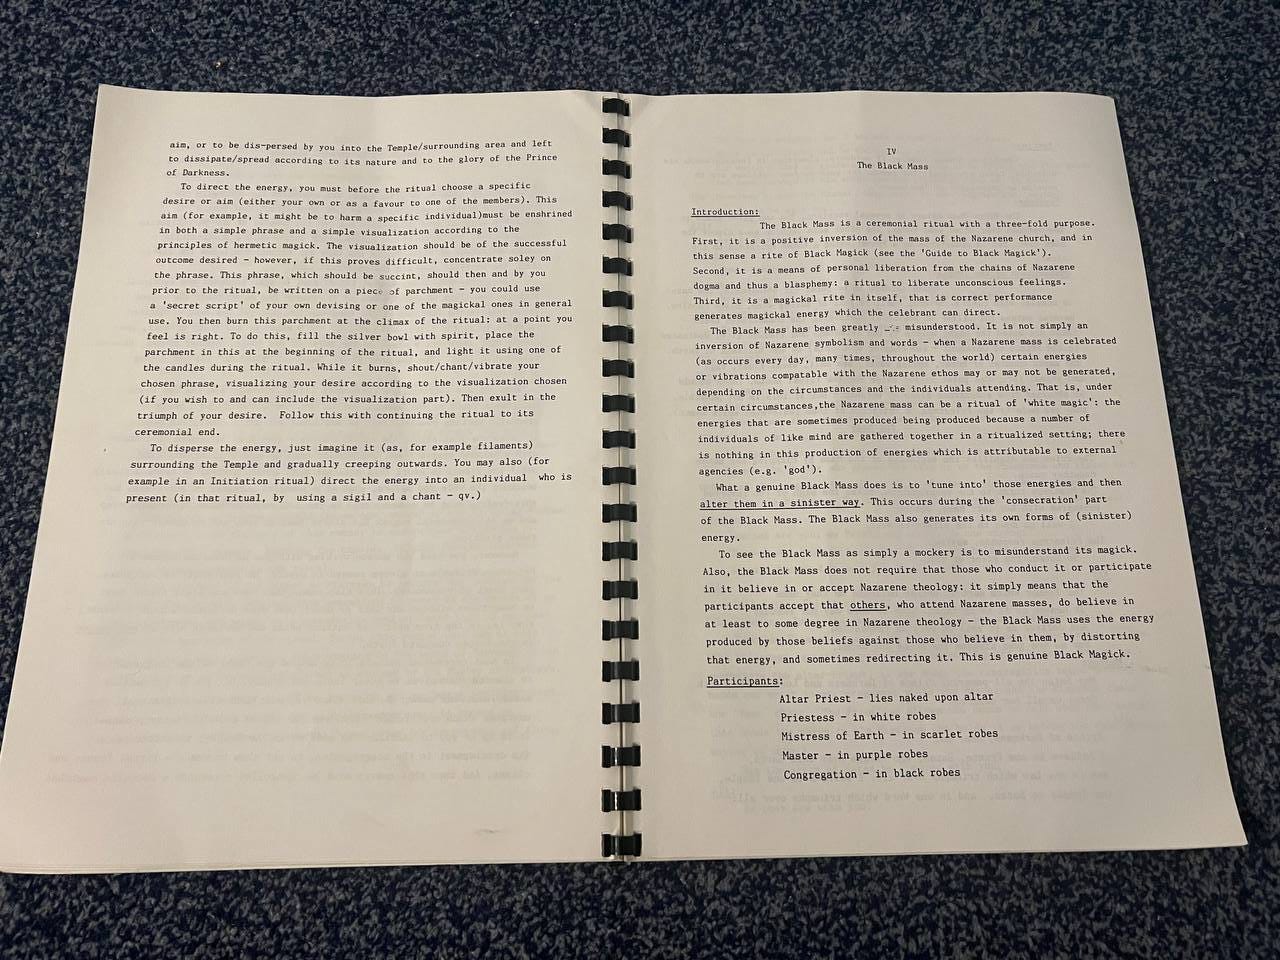 aim, or to be dis-persed by you into the Temple/surrounding area and left
to dissipate/spread according to its nature and to the glory of the Prince
of Darkness.
To direct the energy, you must before the ritual choose a specific
desire or aim (either your own or as a favour to one of the members). This
aim (for example, it might be to harm a specific individual)must be enshrined
in both a simple phrase and a simple visualization according to the
principles of hermetic magick. The visualization should be of the successful
outcome desired - however, if this proves difficult, concentrate soley on
the phrase. This phrase, which should be succint, should then and by you
prior to the ritual, be written on a piece of parchment - you could use
a 'secret script' of your own devising or one of the magickal ones in general
use. You then burn this parchment at the climax of the ritual: at a point you
feel is right. To do this, fill the silver bowl with spirit, place the
parchment in this at the beginning of the ritual, and light it using one of
the candles during the ritual. While it burns, shout/chant/vibrate your
chosen phrase, visualizing your desire according to the visualization chosen
(if you wish to and can include the visualization part). Then exult in the
triumph of your desire. Follow this with continuing the ritual to its
ceremonial end.
To disperse the energy, just imagine it (as, for example filaments)
surrounding the Temple and gradually creeping outwards. You may also (for
example in an Initiation ritual) direct the energy into an individual who is
present (in that ritual, by using a sigil and a chant - qv.)
IV
The Black Mass
Introduction:
The Black Mass is a ceremonial ritual with a three-fold purpose.
First, it is a positive inversion of the mass of the Nazarene church, and in
this sense a rite of Black Magick (see the 'Guide to Black Magick').
Second, it is a means of personal liberation from the chains of Nazarene
dogma and thus a blasphemy: a ritual to liberate unconscious feelings.
Third, it is a magickal rite in itself, that is correct performance
generates magickal energy which the celebrant can direct.
The Black Mass has been greatly misunderstood. It is not simply an
inversion of Nazarene symbolism and words - when a Nazarene mass is celebrated
(as occurs every day, many times, throughout the world) certain energies
or vibrations compatable with the Nazarene ethos may or may not be generated,
depending on the circumstances and the individuals attending. That is, under
certain circumstances,the Nazarene mass can be a ritual of 'white magic': the
energies that are sometimes produced being produced because a number of
individuals of like mind are gathered together in a ritualized setting; there
is nothing in this production of energies which is attributable to external
agencies (e.g. 'god').
What a genuine Black Mass does is to 'tune into' those energies and then
alter them in a sinister way. This occurs during the 'consecration' part
of the Black Mass. The Black Mass also generates its own forms of (sinister)
energy.
To see the Black Mass as simply a mockery is to misunderstand its magick.
Also, the Black Mass does not require that those who conduct it or participate
in it believe in or accept Nazarene theology: it simply means that the
participants accept that others, who attend Nazarene masses, do believe in
at least to some degree in Nazarene theology - the Black Mass uses the energy
produced by those beliefs against those who believe in them, by distorting
that energy, and sometimes redirecting it. This is genuine Black Magick.
Participants:
Altar Priest - lies naked upon altar
Priestess - in white robes
Mistress of Earth - in scarlet robes
Master - in purple robes
Congregation - in black robes